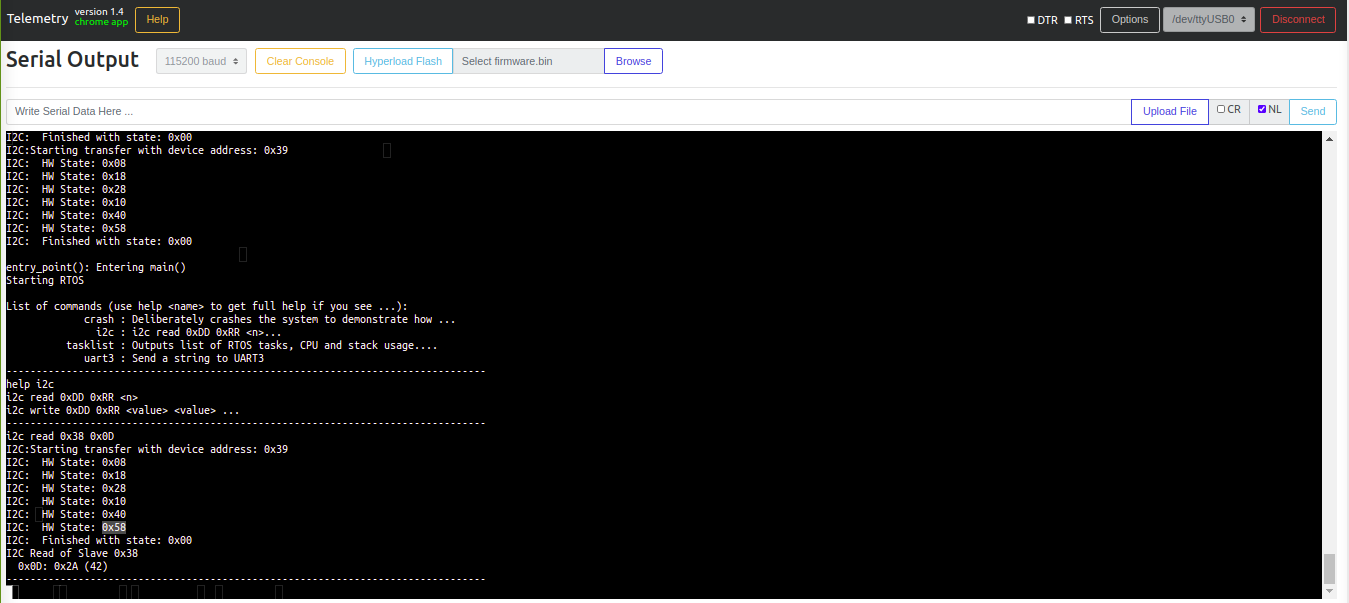 Telemetry version 1.4 chrome app Help DTR RTS Options /dev/ttyUSB0 Disconnect
Serial Output 115200 baud Clear Console Hyperload Flash Select firmware.bin Browse
Write Serial Data Here ... Upload File CR NL Send
I2C:  Finished with state: 0x00
I2C:Starting transfer with device address: 0x39
I2C:  HW State: 0x08
I2C:  HW State: 0x18
I2C:  HW State: 0x28
I2C:  HW State: 0x10
I2C:  HW State: 0x40
I2C:  HW State: 0x58
I2C:  Finished with state: 0x00
entry_point(): Entering main()
Starting RTOS
List of commands (use help <name> to get full help if you see ...):
crash : Deliberately crashes the system to demonstrate how ...
i2c : i2c read 0xDD 0xRR <n>...
tasklist : Outputs list of RTOS tasks, CPU and stack usage....
uart3 : Send a string to UART3
--------------------------------------------------------------------------------
help i2c
i2c read 0xDD 0xRR <n>
i2c write 0xDD 0xRR <value> <value> ...
--------------------------------------------------------------------------------
i2c read 0x38 0x0D
I2C:Starting transfer with device address: 0x39
I2C:  HW State: 0x08
I2C:  HW State: 0x18
I2C:  HW State: 0x28
I2C:  HW State: 0x10
I2C:  HW State: 0x40
I2C:  HW State: 0x58
I2C:  Finished with state: 0x00
I2C Read of Slave 0x38
0x0D: 0x2A (42)
--------------------------------------------------------------------------------